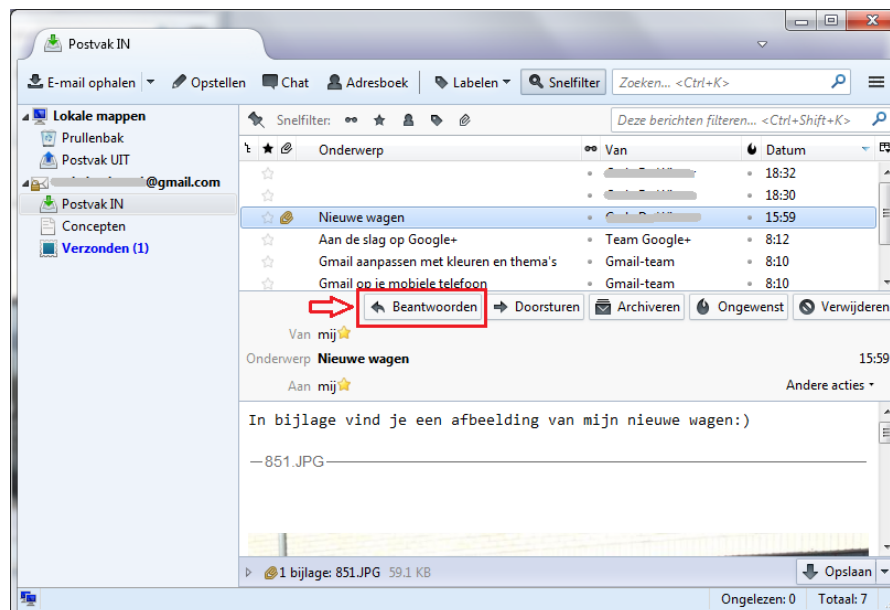 Postvak IN
E-mail ophalen Opstellen Chat Adresboek Labelen Snelfilter Zoeken... <Ctrl+K>
Lokale mappen
Prullenbak
Postvak UIT
@gmail.com
Postvak IN
Concepten
Verzonden (1)
Snelfilter: Deze berichten filteren... <Ctrl+Shift+K>
Onderwerp Van Datum
18:32
18:30
Nieuwe wagen 15:59
Aan de slag op Google+ Team Google+ 8:12
Gmail aanpassen met kleuren en thema's Gmail-team 8:10
Gmail op je mobiele telefoon Gmail-team 8:10
Beantwoorden Doorsturen Archiveren Ongewenst Verwijderen
Van mij
Onderwerp Nieuwe wagen 15:59
Aan mij Andere acties
In bijlage vind je een afbeelding van mijn nieuwe wagen:)
851.JPG
1 bijlage: 851.JPG 59.1 KB Opslaan
Ongelezen: 0 Totaal: 7